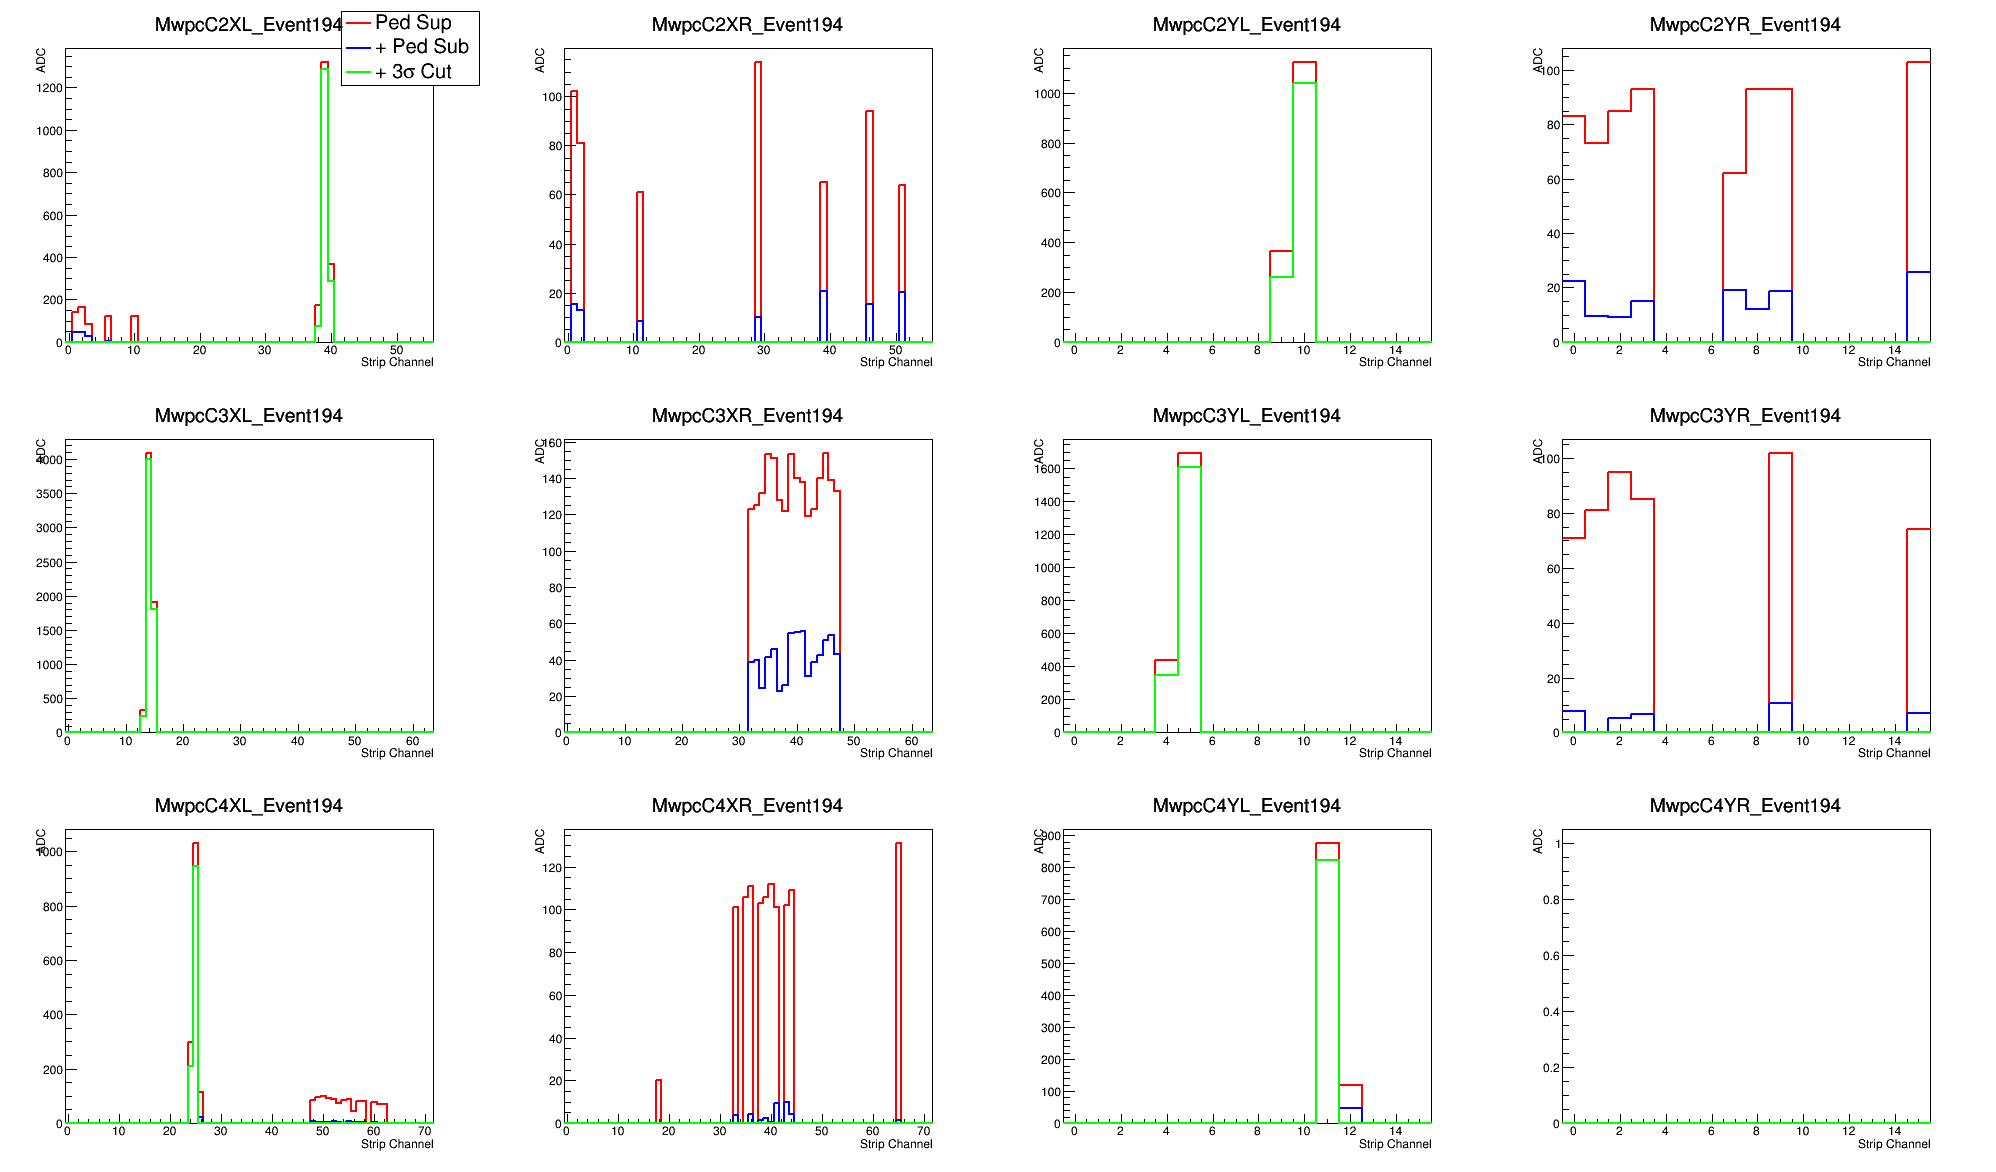 MwpcC2XL_Event194
Ped Sup
+ Ped Sub
+ 3σ Cut
ADC
1200
1000
800
600
400
200
0
0 10 20 30 40 50
Strip Channel
MwpcC2XR_Event194
ADC
100
80
60
40
20
0
0 10 20 30 40 50
Strip Channel
MwpcC2YL_Event194
ADC
1000
800
600
400
200
0
0 2 4 6 8 10 12 14
Strip Channel
MwpcC2YR_Event194
ADC
100
80
60
40
20
0
0 2 4 6 8 10 12 14
Strip Channel
MwpcC3XL_Event194
ADC
4000
3500
3000
2500
2000
1500
1000
500
0
0 10 20 30 40 50 60
Strip Channel
MwpcC3XR_Event194
ADC
160
140
120
100
80
60
40
20
0
0 10 20 30 40 50 60
Strip Channel
MwpcC3YL_Event194
ADC
1600
1400
1200
1000
800
600
400
200
0
0 2 4 6 8 10 12 14
Strip Channel
MwpcC3YR_Event194
ADC
100
80
60
40
20
0
0 2 4 6 8 10 12 14
Strip Channel
MwpcC4XL_Event194
ADC
1000
800
600
400
200
0
0 10 20 30 40 50 60 70
Strip Channel
MwpcC4XR_Event194
ADC
120
100
80
60
40
20
0
0 10 20 30 40 50 60 70
Strip Channel
MwpcC4YL_Event194
ADC
900
800
700
600
500
400
300
200
100
0
0 2 4 6 8 10 12 14
Strip Channel
MwpcC4YR_Event194
ADC
1
0.8
0.6
0.4
0.2
0
0 2 4 6 8 10 12 14
Strip Channel